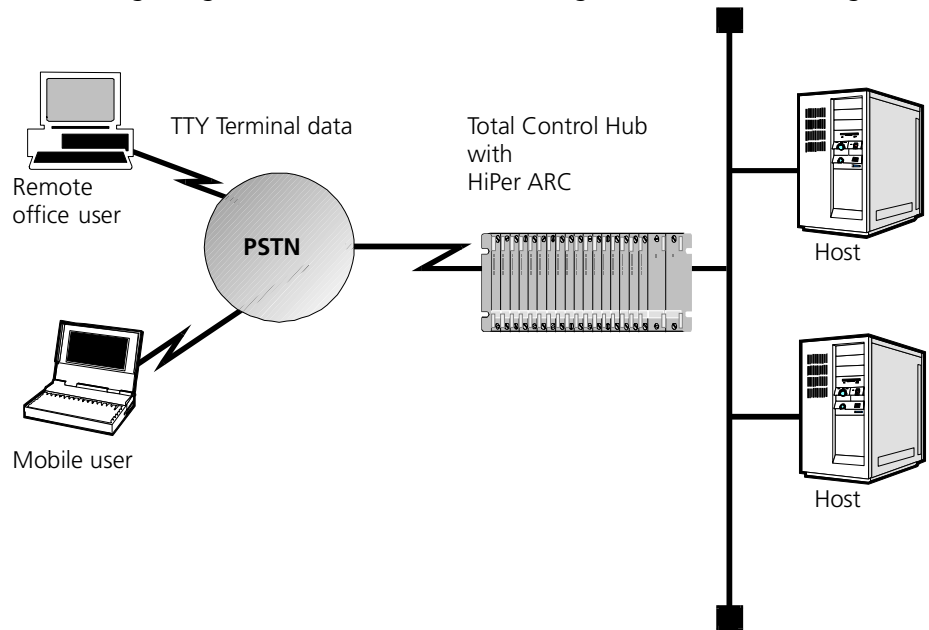 TTY Terminal data
Total Control Hub
with
HiPer ARC
Remote
office user
PSTN
Host
Mobile user
Host